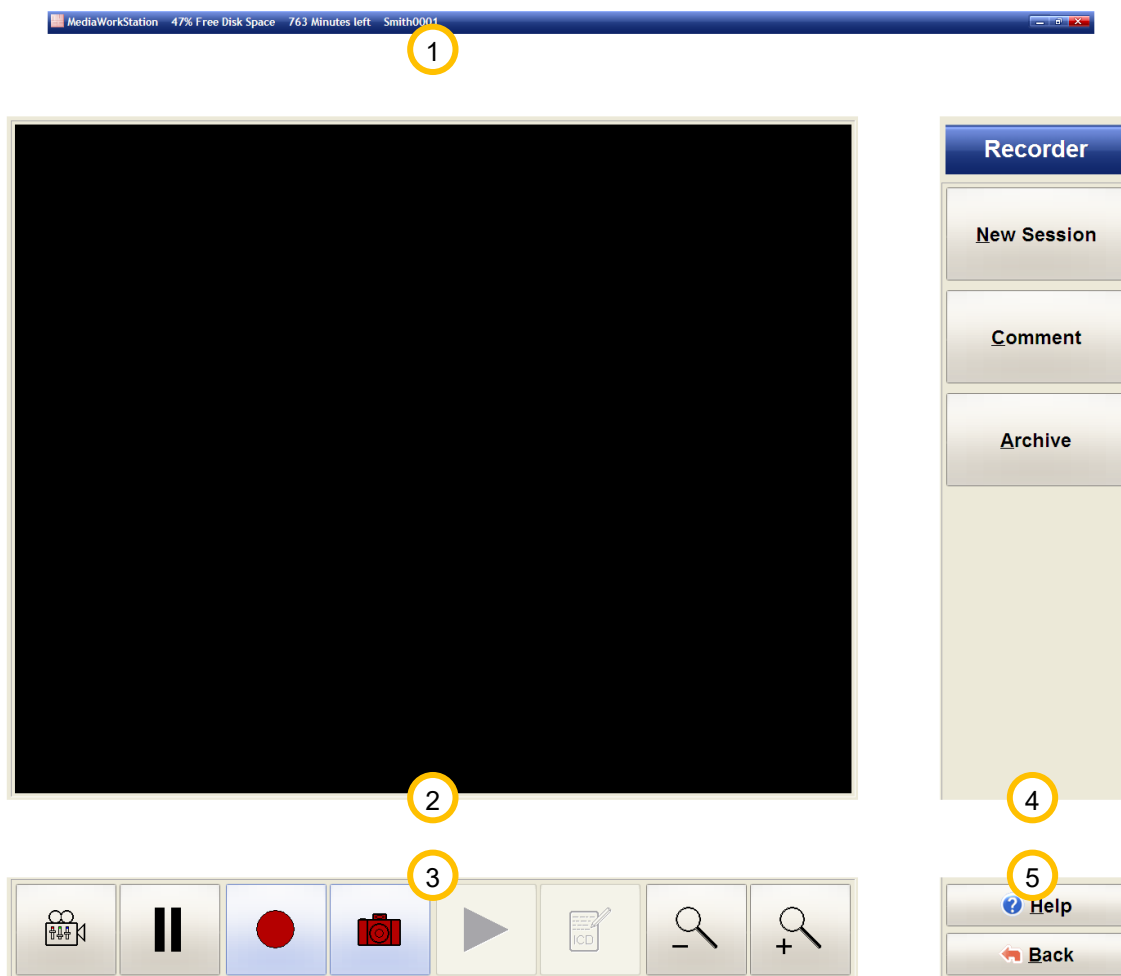 MediaWorkStation 47% Free Disk Space 763 Minutes left Smith0001
1
Recorder
New Session
Comment
Archive
2
4
3
5
ICD
Help
Back